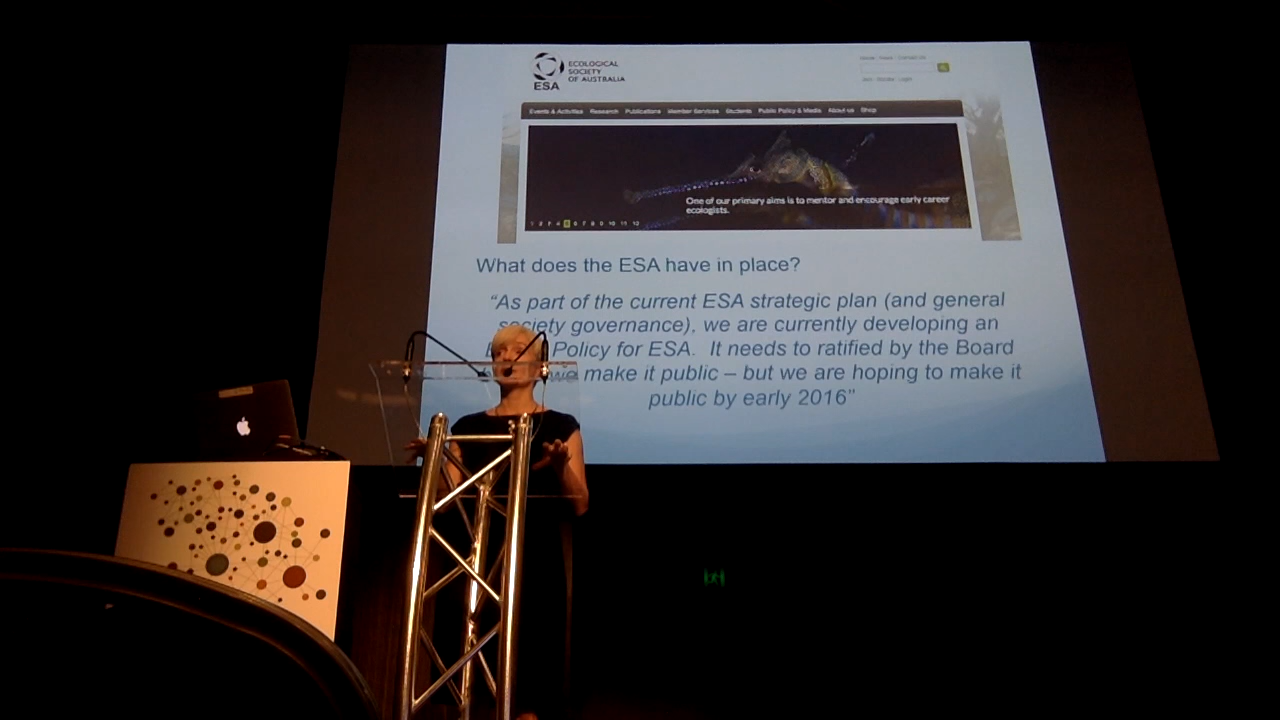 ESA
ECOLOGICAL
SOCIETY
OF AUSTRALIA
Events & Activities Research Publications Member Services Students Public Policy & Media About us Shop
One of our primary aims is to mentor and encourage early career
ecologists.
What does the ESA have in place?
“As part of the current ESA strategic plan (and general
society governance), we are currently developing an
Policy for ESA. It needs to ratified by the Board
we make it public – but we are hoping to make it
public by early 2016”